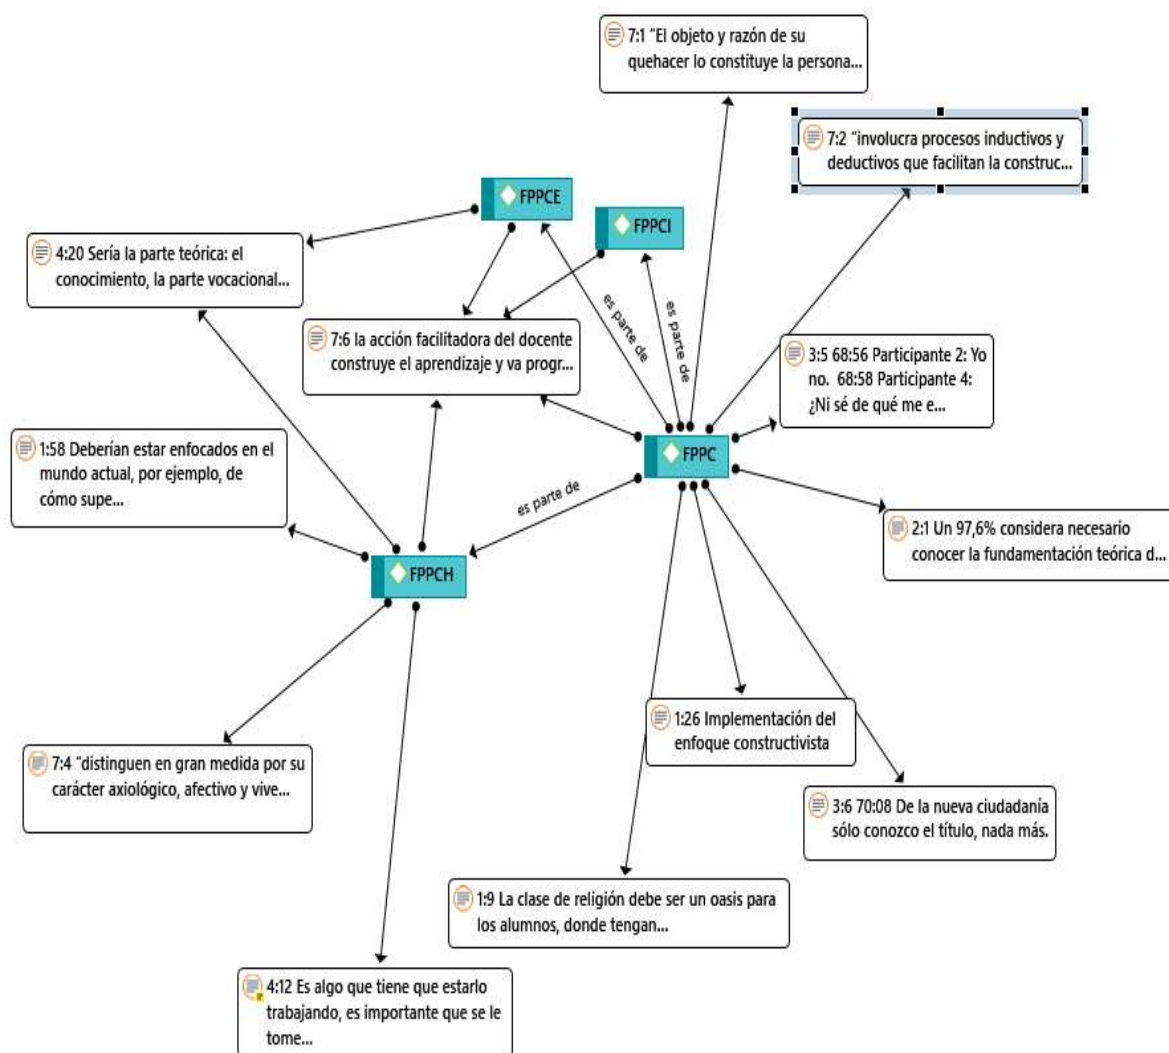 7:1 "El objeto y razón de su
quehacer lo constituye la persona...
7:2 "involucra procesos inductivos y
deductivos que facilitan la construc...
FPPCE
FPPCI
4:20 Sería la parte teórica: el
conocimiento, la parte vocacional...
es parte de
es parte de
7:6 la acción facilitadora del docente
construye el aprendizaje y va progr...
3:5 68:56 Participante 2: Yo
no. 68:58 Participante 4:
¿Ni sé de qué me e...
1:58 Deberían estar enfocados en el
mundo actual, por ejemplo, de
cómo supe...
FPPC
es parte de
2:1 Un 97,6% considera necesario
conocer la fundamentación teórica d...
FPPCH
1:26 Implementación del
enfoque constructivista
7:4 "distinguen en gran medida por su
carácter axiológico, afectivo y vive...
3:6 70:08 De la nueva ciudadanía
sólo conozco el título, nada más.
1:9 La clase de religión debe ser un oasis para
los alumnos, donde tengan...
4:12 Es algo que tiene que estarlo
trabajando, es importante que se le
tome...